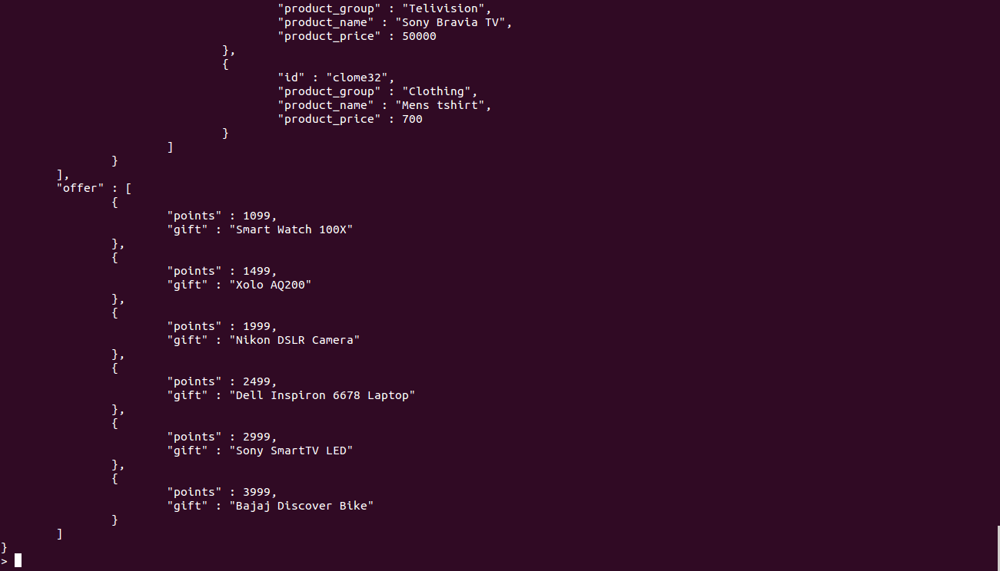 "product_group" : "Telivision",
"product_name" : "Sony Bravia TV",
"product_price" : 50000
},
{
"id" : "clome32",
"product_group" : "Clothing",
"product_name" : "Mens tshirt",
"product_price" : 700
}
]
}
],
"offer" : [
{
"points" : 1099,
"gift" : "Smart Watch 100X"
},
{
"points" : 1499,
"gift" : "Xolo AQ200"
},
{
"points" : 1999,
"gift" : "Nikon DSLR Camera"
},
{
"points" : 2499,
"gift" : "Dell Inspiron 6678 Laptop"
},
{
"points" : 2999,
"gift" : "Sony SmartTV LED"
},
{
"points" : 3999,
"gift" : "Bajaj Discover Bike"
}
]
}
>